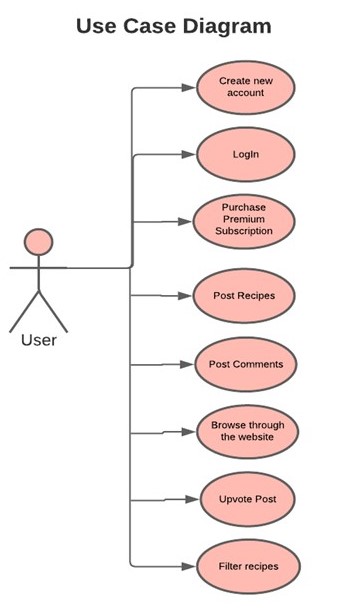 Use Case Diagram
Create new
account
LogIn
Purchase
Premium
Subscription
User
Post Recipes
Post Comments
Browse through
the website
Upvote Post
Filter recipes